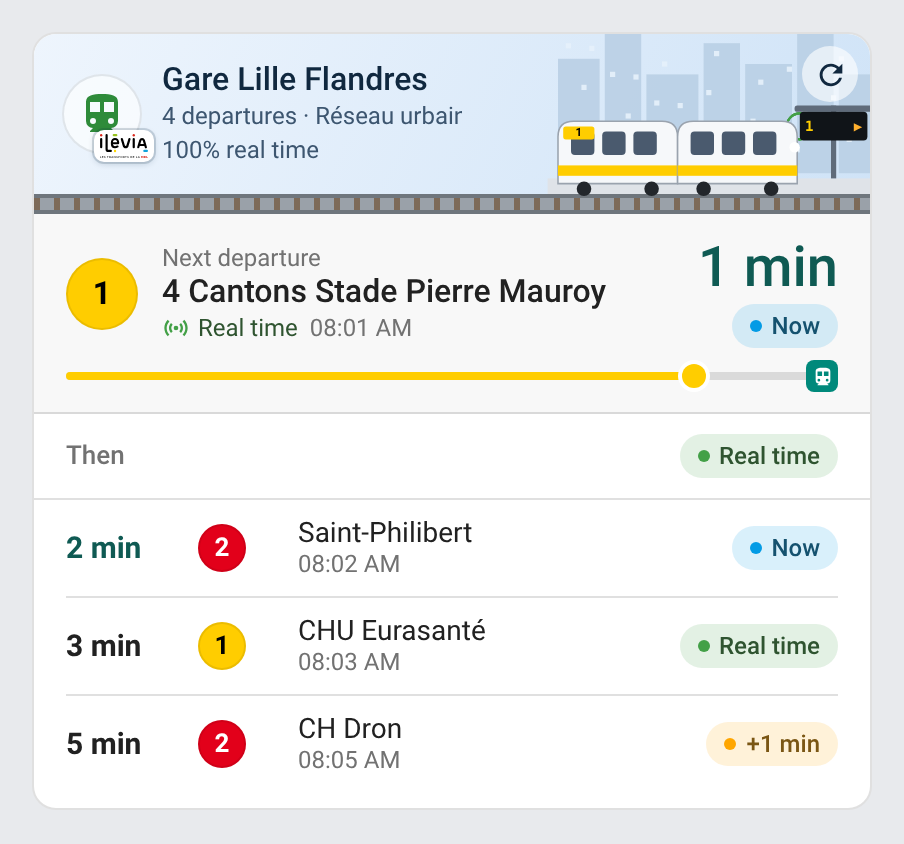 Gare Lille Flandres
4 departures · Réseau urbair
100% real time
ilévia
1
1
1
Next departure
4 Cantons Stade Pierre Mauroy
Real time 08:01 AM
1 min
Now
Then
Real time
2 min
2
Saint-Philibert
08:02 AM
Now
3 min
1
CHU Eurasanté
08:03 AM
Real time
5 min
2
CH Dron
08:05 AM
+1 min